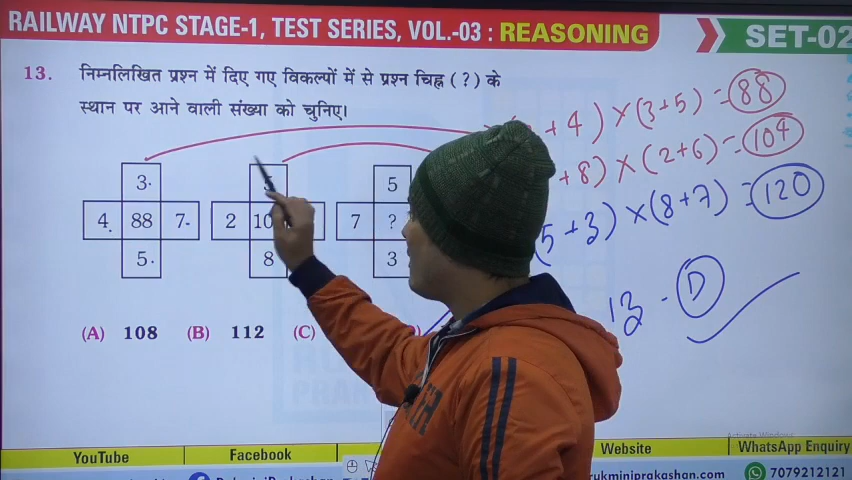 RAILWAY NTPC STAGE-1, TEST SERIES, VOL.-03 : REASONING
SET-02
13. निम्नलिखित प्रश्न में दिए गए विकल्पों में से प्रश्न चिह्न (?) के
स्थान पर आने वाली संख्या को चुनिए।
+ 4) × (3+5) = 88
+ 8) × (2+6) = 104
5+3) × (8+7) = 120
3
4 88 7
5
2
8
5
7 ?
3
13 - D
(A) 108 (B) 112 (C)
YouTube Facebook Website WhatsApp Enquiry
Activate Windows
rukminiprakashan.com 7079212121